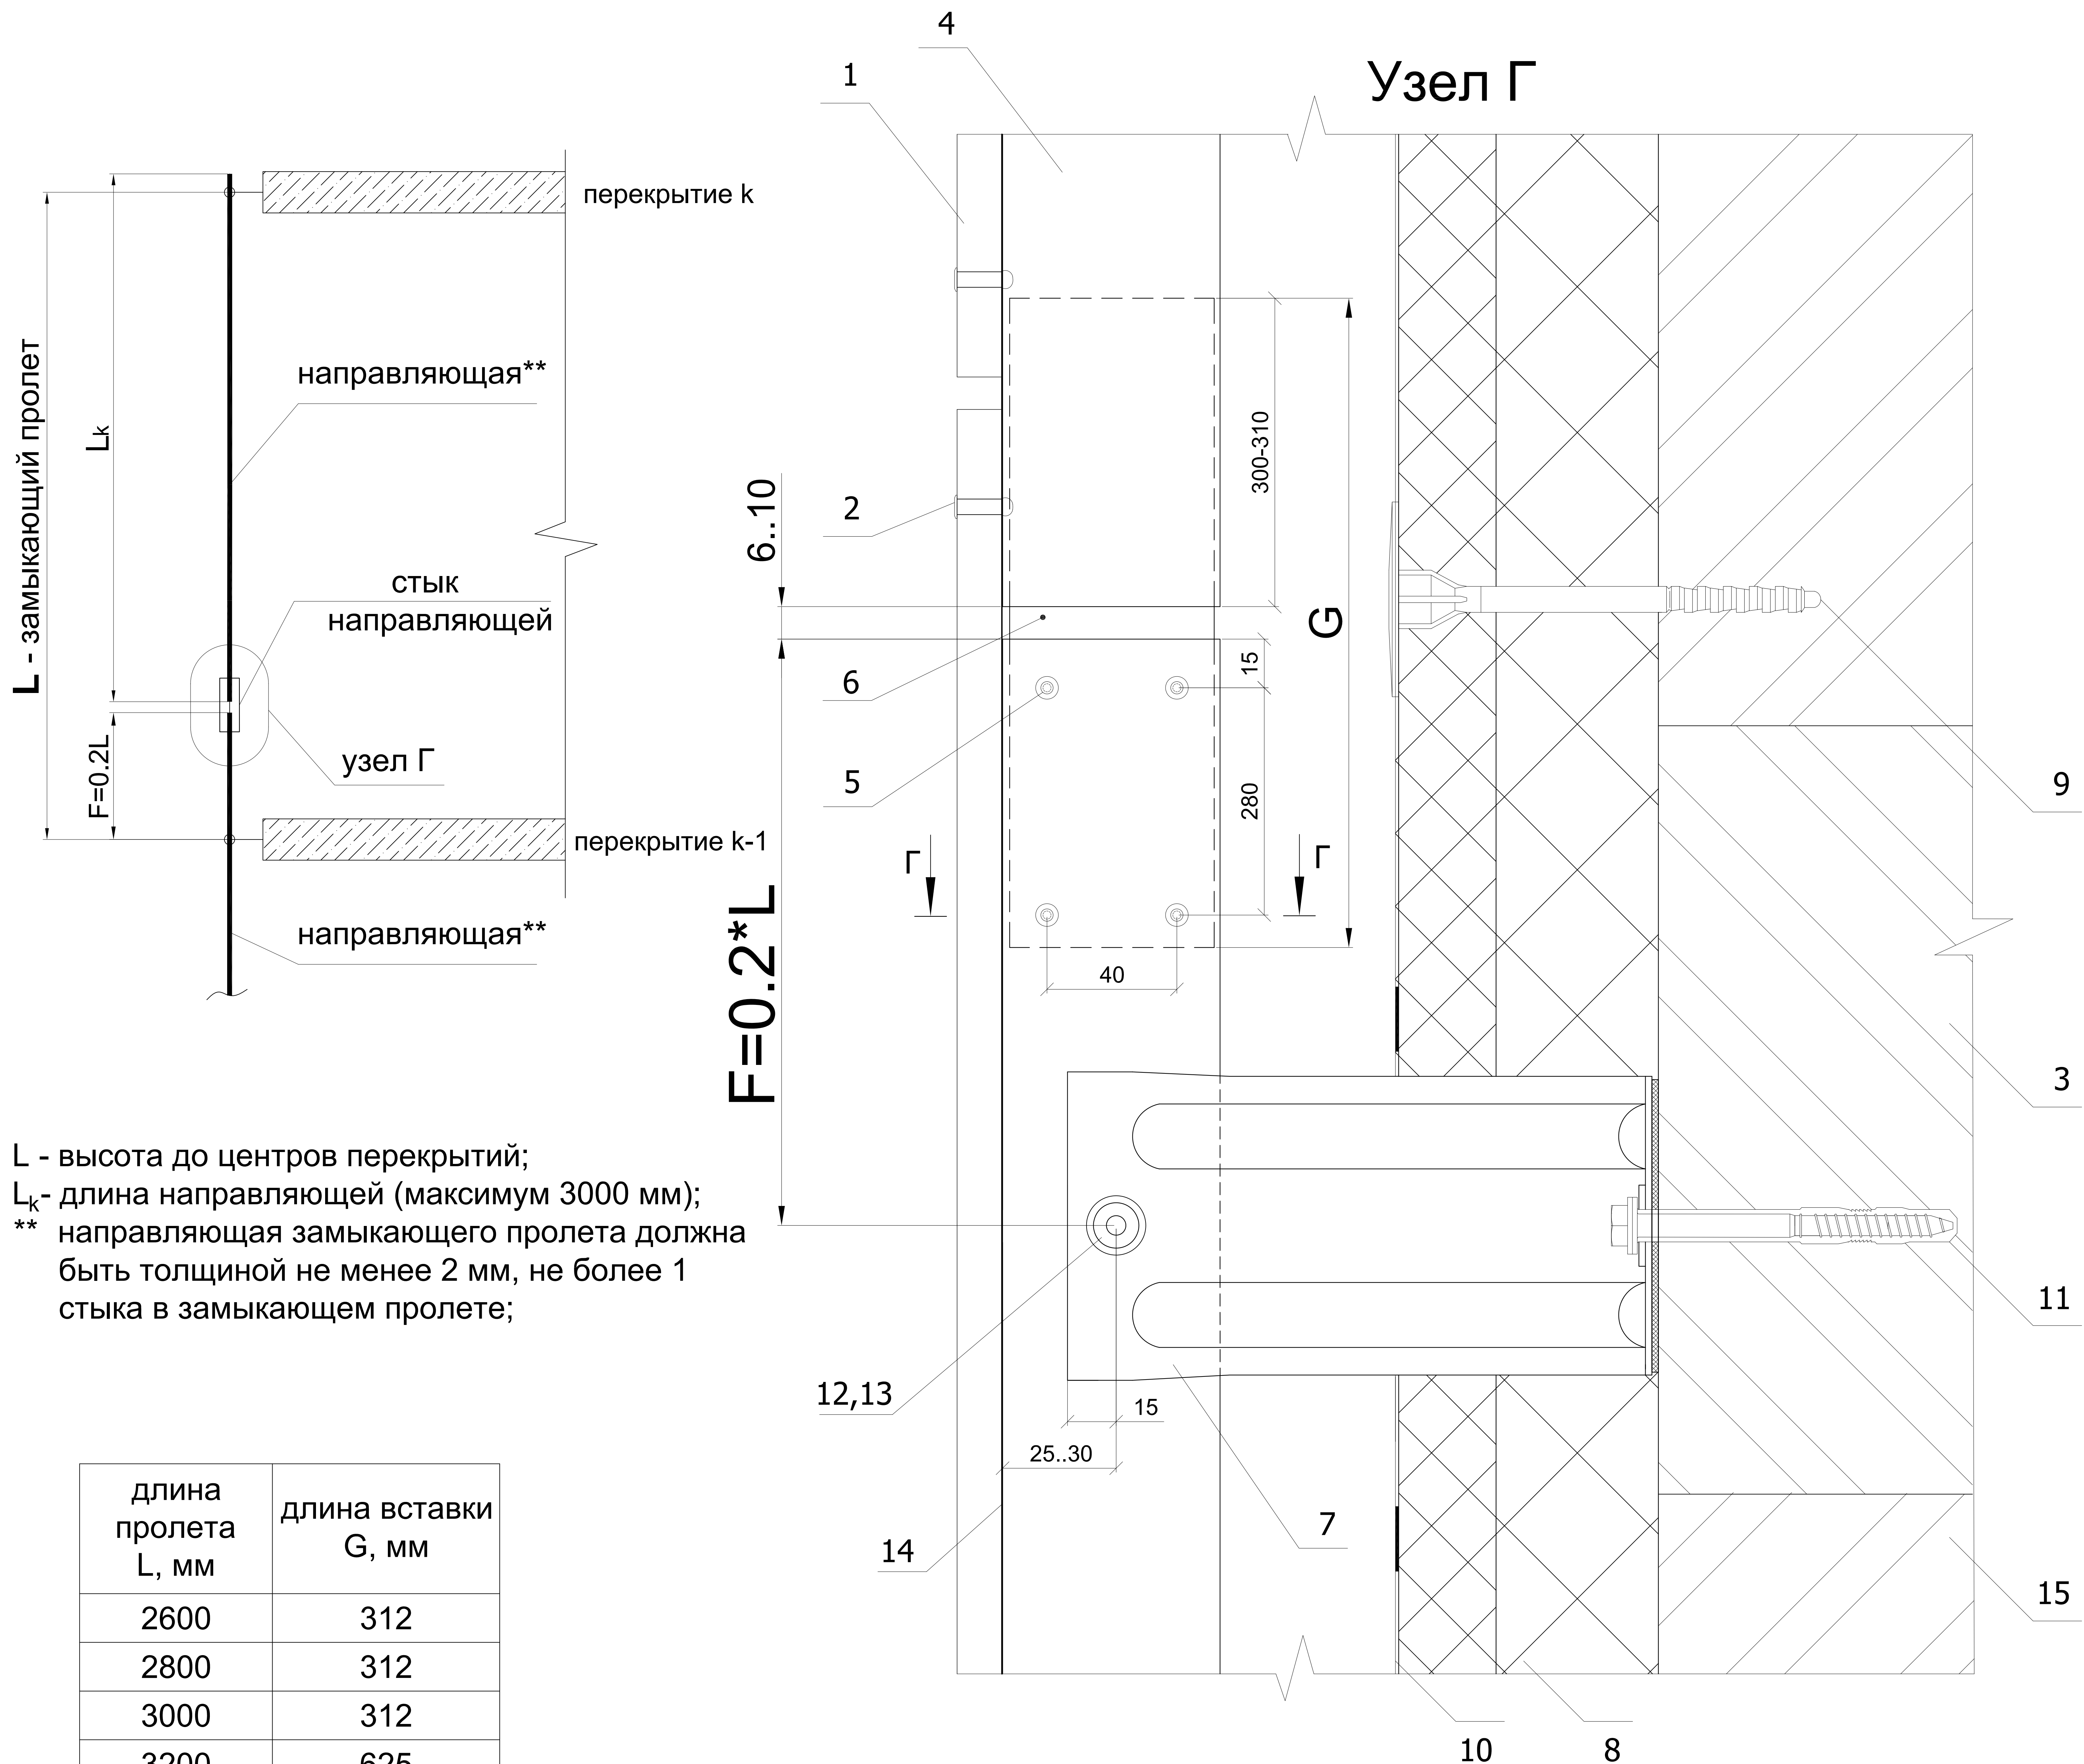 Узел Г
4
1
перекрытие k
L - замыкающий пролет
Lk
направляющая**
300-310
6..10
2
стык
направляющей
G
6
15
узел Г
F=0.2L
5
280
9
перекрытие k-1
Г
Г
F=0.2*L
направляющая**
40
3
L - высота до центров перекрытий;
Lk- длина направляющей (максимум 3000 мм);
** направляющая замыкающего пролета должна
быть толщиной не менее 2 мм, не более 1
стыка в замыкающем пролете;
11
12,13
15
25..30
7
14
15
длина
пролета
L, мм
длина вставки
G, мм
2600 312
2800 312
3000 312
3200 625
10
8